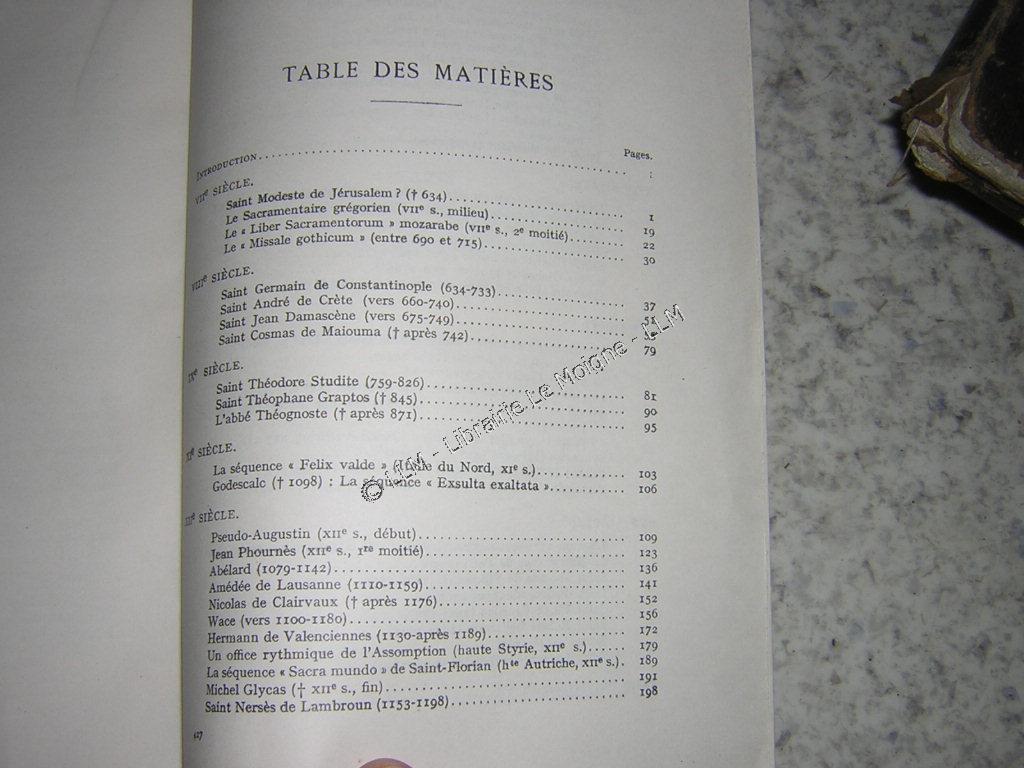 TABLE DES MATIÈRES
Pages.
INTRODUCTION
VIIe SIÈCLE.
Saint Modeste de Jérusalem ? († 634) 1
Le Sacramentaire grégorien (VIIe s., milieu) 19
Le « Liber Sacramentorum » mozarabe (VIIe s., 2e moitié) 22
Le « Missale gothicum » (entre 690 et 715) 30
VIIIe SIÈCLE.
Saint Germain de Constantinople (634-733) 37
Saint André de Crète (vers 660-740) 51
Saint Jean Damascène (vers 675-749)
Saint Cosmas de Maiouma († après 742) 79
IXe SIÈCLE.
Saint Théodore Studite (759-826) 81
Saint Théophane Graptos († 845) 90
L'abbé Théognoste († après 871) 95
XIe SIÈCLE.
La séquence « Felix valde » (Italie du Nord, XIe s.) 103
Godescalc († 1098) : La séquence « Exsulta exaltata » 106
XIIe SIÈCLE.
Pseudo-Augustin (XIIe s., début) 109
Jean Phournès (XIIe s., 1re moitié) 123
Abélard (1079-1142) 136
Amédée de Lausanne (1110-1159) 141
Nicolas de Clairvaux († après 1176) 152
Wace (vers 1100-1180) 156
Hermann de Valenciennes (1130-après 1189) 172
Un office rythmique de l'Assomption (haute Styrie, XIIe s.) 179
La séquence « Sacra mundo » de Saint-Florian (hte Autriche, XIIe s.). 189
Michel Glycas († XIIe s., fin) 191
Saint Nersès de Lambroun (1153-1198) 198
© LLM - Librairie Le Moigne - LLM